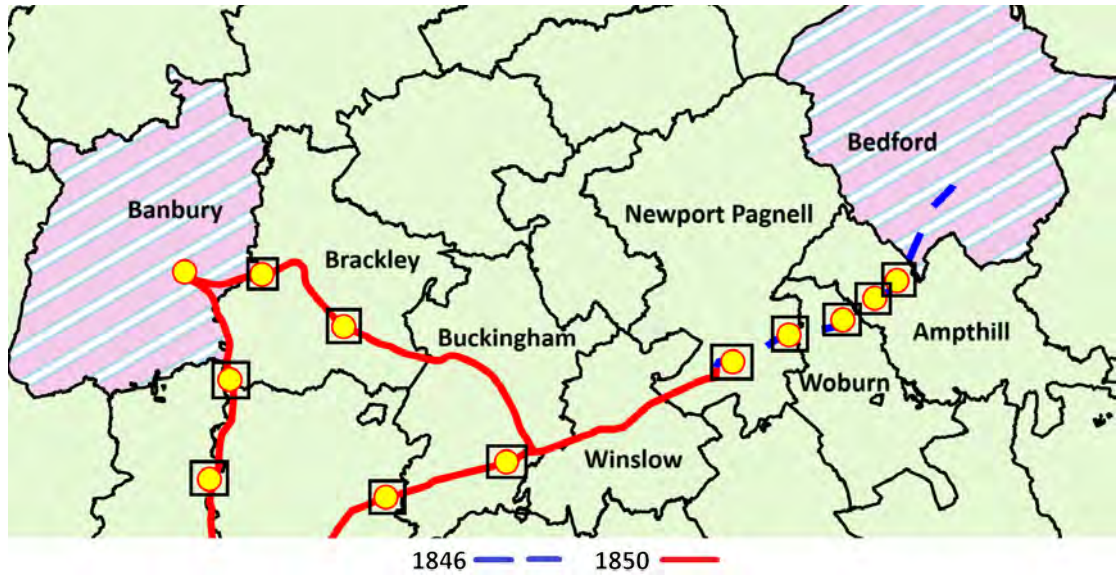 Bedford
Banbury
Newport Pagnell
Brackley
Buckingham
Ampthill
Woburn
Winslow
1846 1850